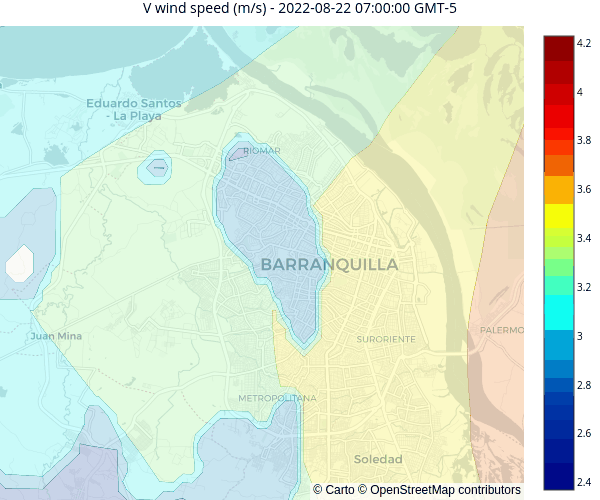 V wind speed (m/s) - 2022-08-22 07:00:00 GMT-5
4.2
4
3.8
3.6
3.4
3.2
3
2.8
2.6
2.4
Eduardo Santos
- La Playa
RIOMAR
BARRANQUILLA
Juan Mina
SURORIENTE
PALERMO
METROPOLITANA
Soledad
© Carto © OpenStreetMap contributors